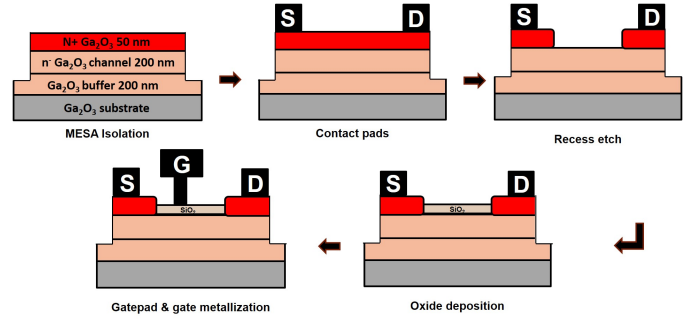 N+ Ga₂O₃ 50 nm
n⁻ Ga₂O₃ channel 200 nm
Ga₂O₃ buffer 200 nm
Ga₂O₃ substrate
MESA Isolation
S D
Contact pads
S D
Recess etch
S G D
SiO₂
Gatepad & gate metallization
S D
SiO₂
Oxide deposition